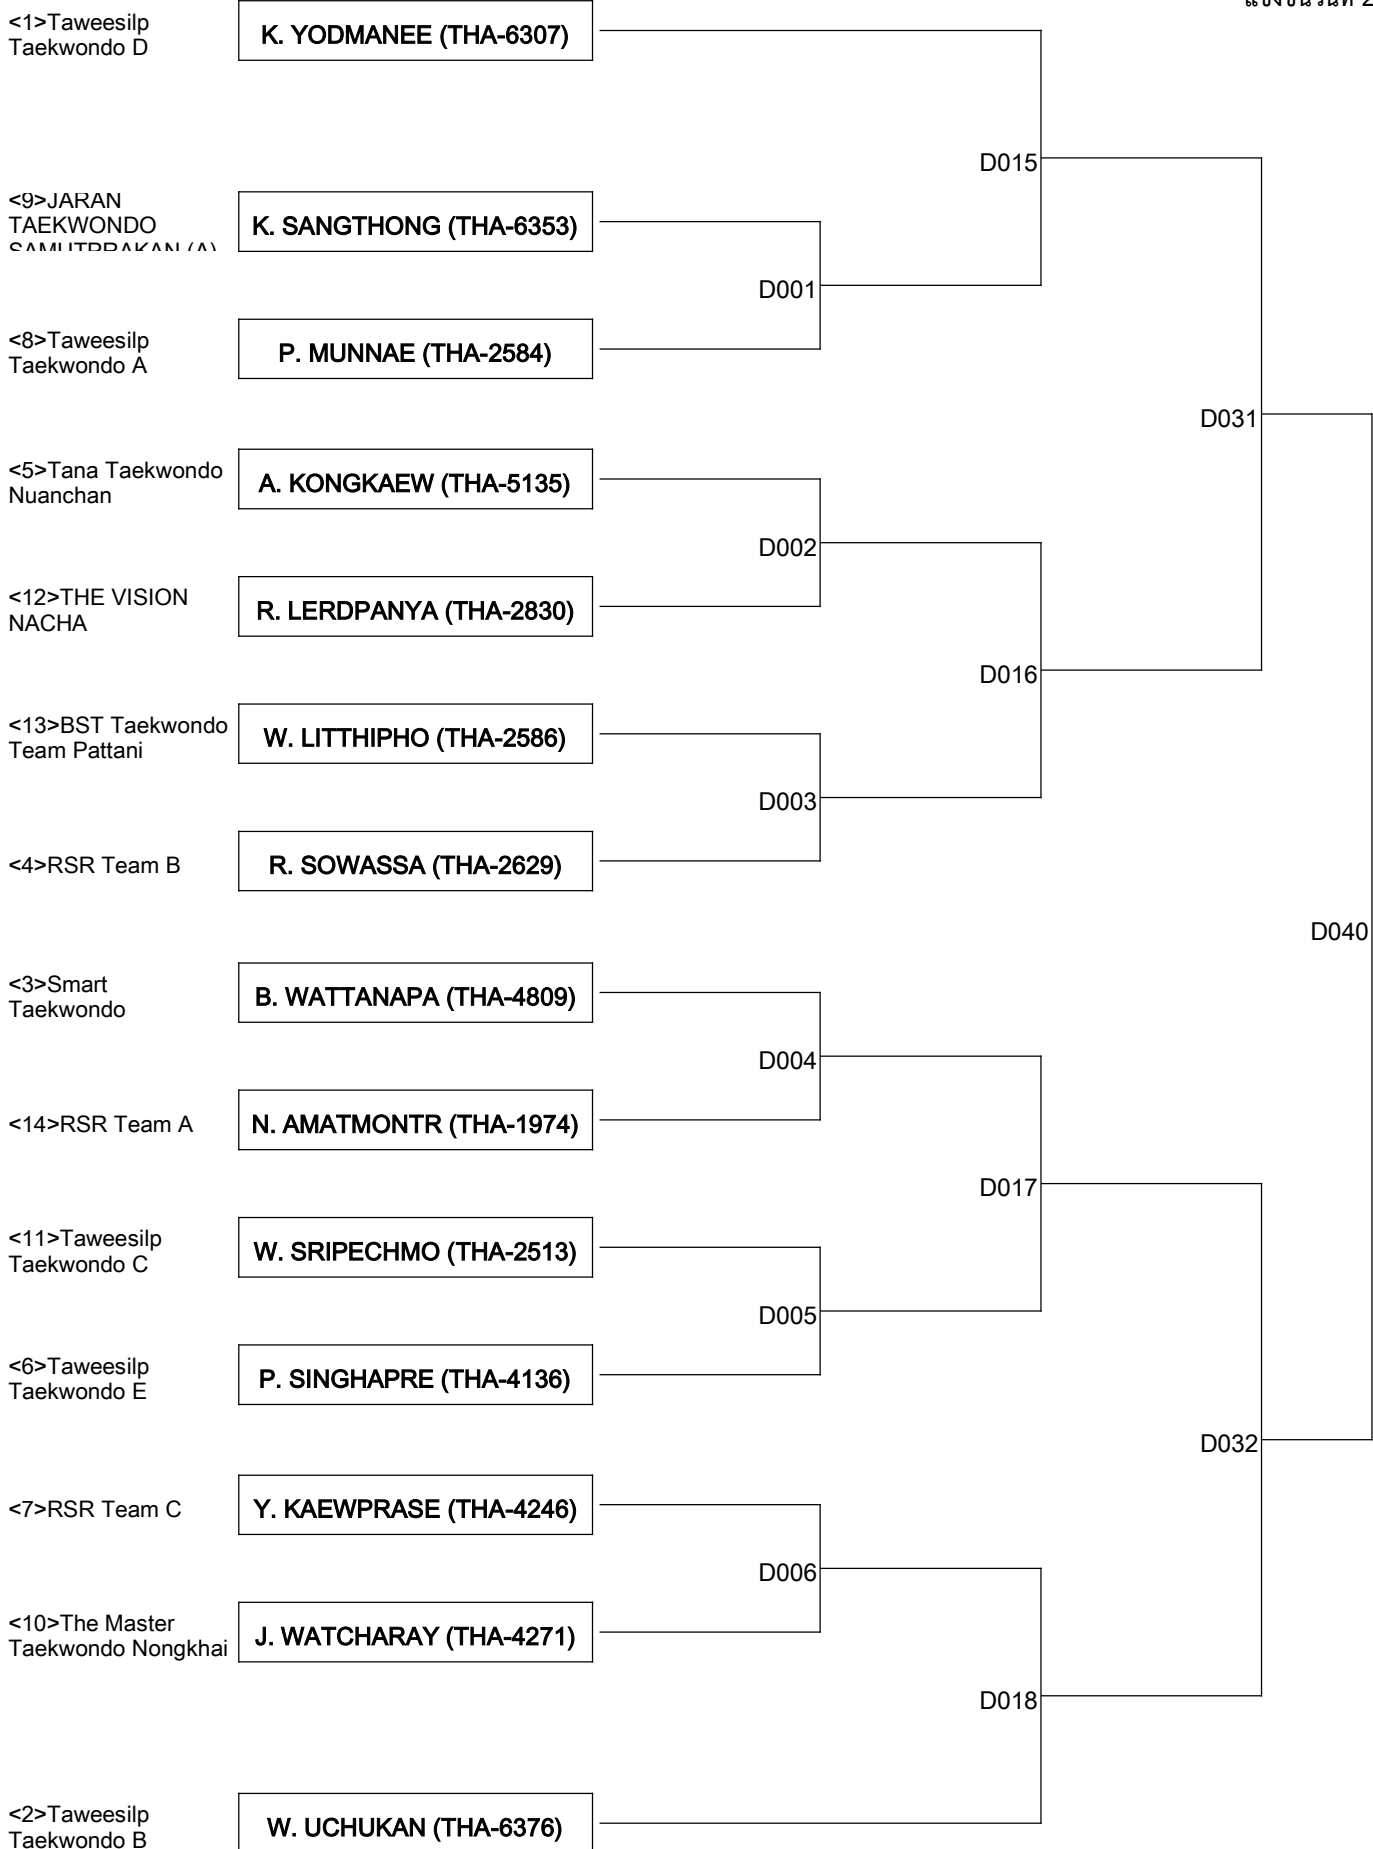 <1>Taweesilp
Taekwondo D
K. YODMANEE (THA-6307)
D015
<9>JARAN
TAEKWONDO
SAMUTPRAKAN (A)
K. SANGTHONG (THA-6353)
D001
<8>Taweesilp
Taekwondo A
P. MUNNAE (THA-2584)
D031
<5>Tana Taekwondo
Nuanchan
A. KONGKAEW (THA-5135)
D002
<12>THE VISION
NACHA
R. LERDPANYA (THA-2830)
D016
<13>BST Taekwondo
Team Pattani
W. LITTHIPHO (THA-2586)
D003
<4>RSR Team B
R. SOWASSA (THA-2629)
D040
<3>Smart
Taekwondo
B. WATTANAPA (THA-4809)
D004
<14>RSR Team A
N. AMATMONTR (THA-1974)
D017
<11>Taweesilp
Taekwondo C
W. SRIPECHMO (THA-2513)
D005
<6>Taweesilp
Taekwondo E
P. SINGHAPRE (THA-4136)
D032
<7>RSR Team C
Y. KAEWPRASE (THA-4246)
D006
<10>The Master
Taekwondo Nongkhai
J. WATCHARAY (THA-4271)
D018
<2>Taweesilp
Taekwondo B
W. UCHUKAN (THA-6376)